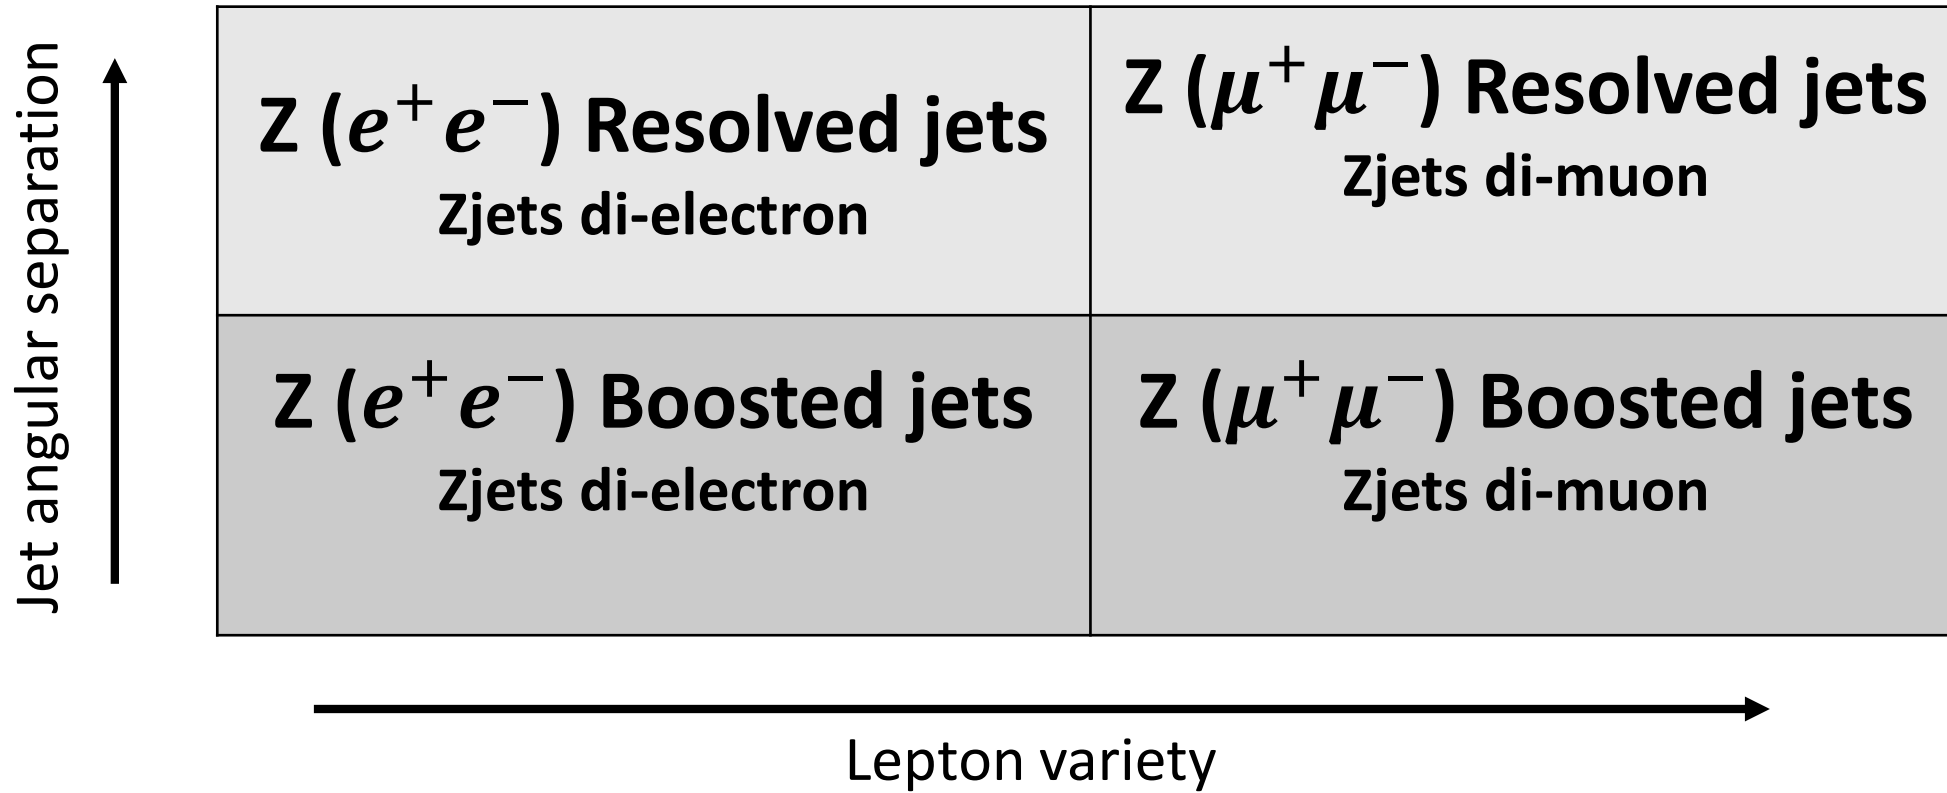 Jet angular separation
Z (e⁺e⁻) Resolved jets
Zjets di-electron
Z (μ⁺μ⁻) Resolved jets
Zjets di-muon
Z (e⁺e⁻) Boosted jets
Zjets di-electron
Z (μ⁺μ⁻) Boosted jets
Zjets di-muon
Lepton variety